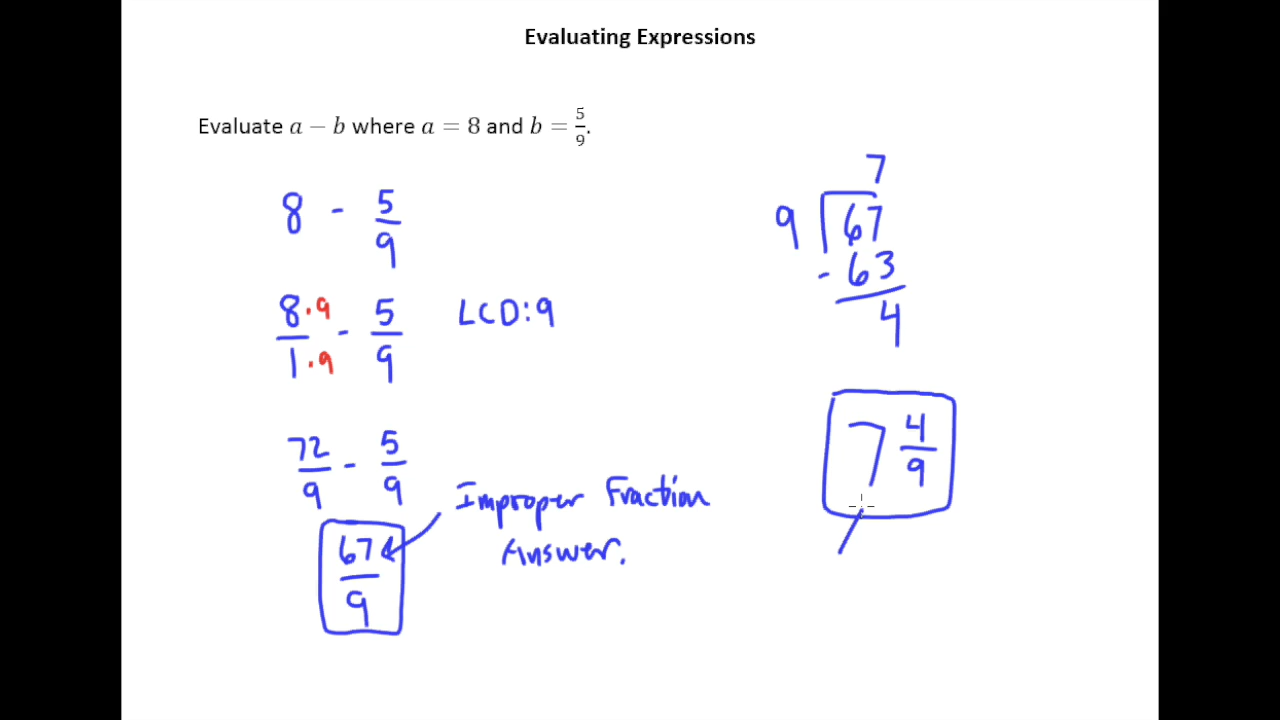 Evaluating Expressions
Evaluate a − b where a = 8 and b = 5/9.
8 - 5/9
8·9/1·9 - 5/9
LCD: 9
72/9 - 5/9
67/9
Improper Fraction
Answer.
7
9 67
- 63
4
7 4/9